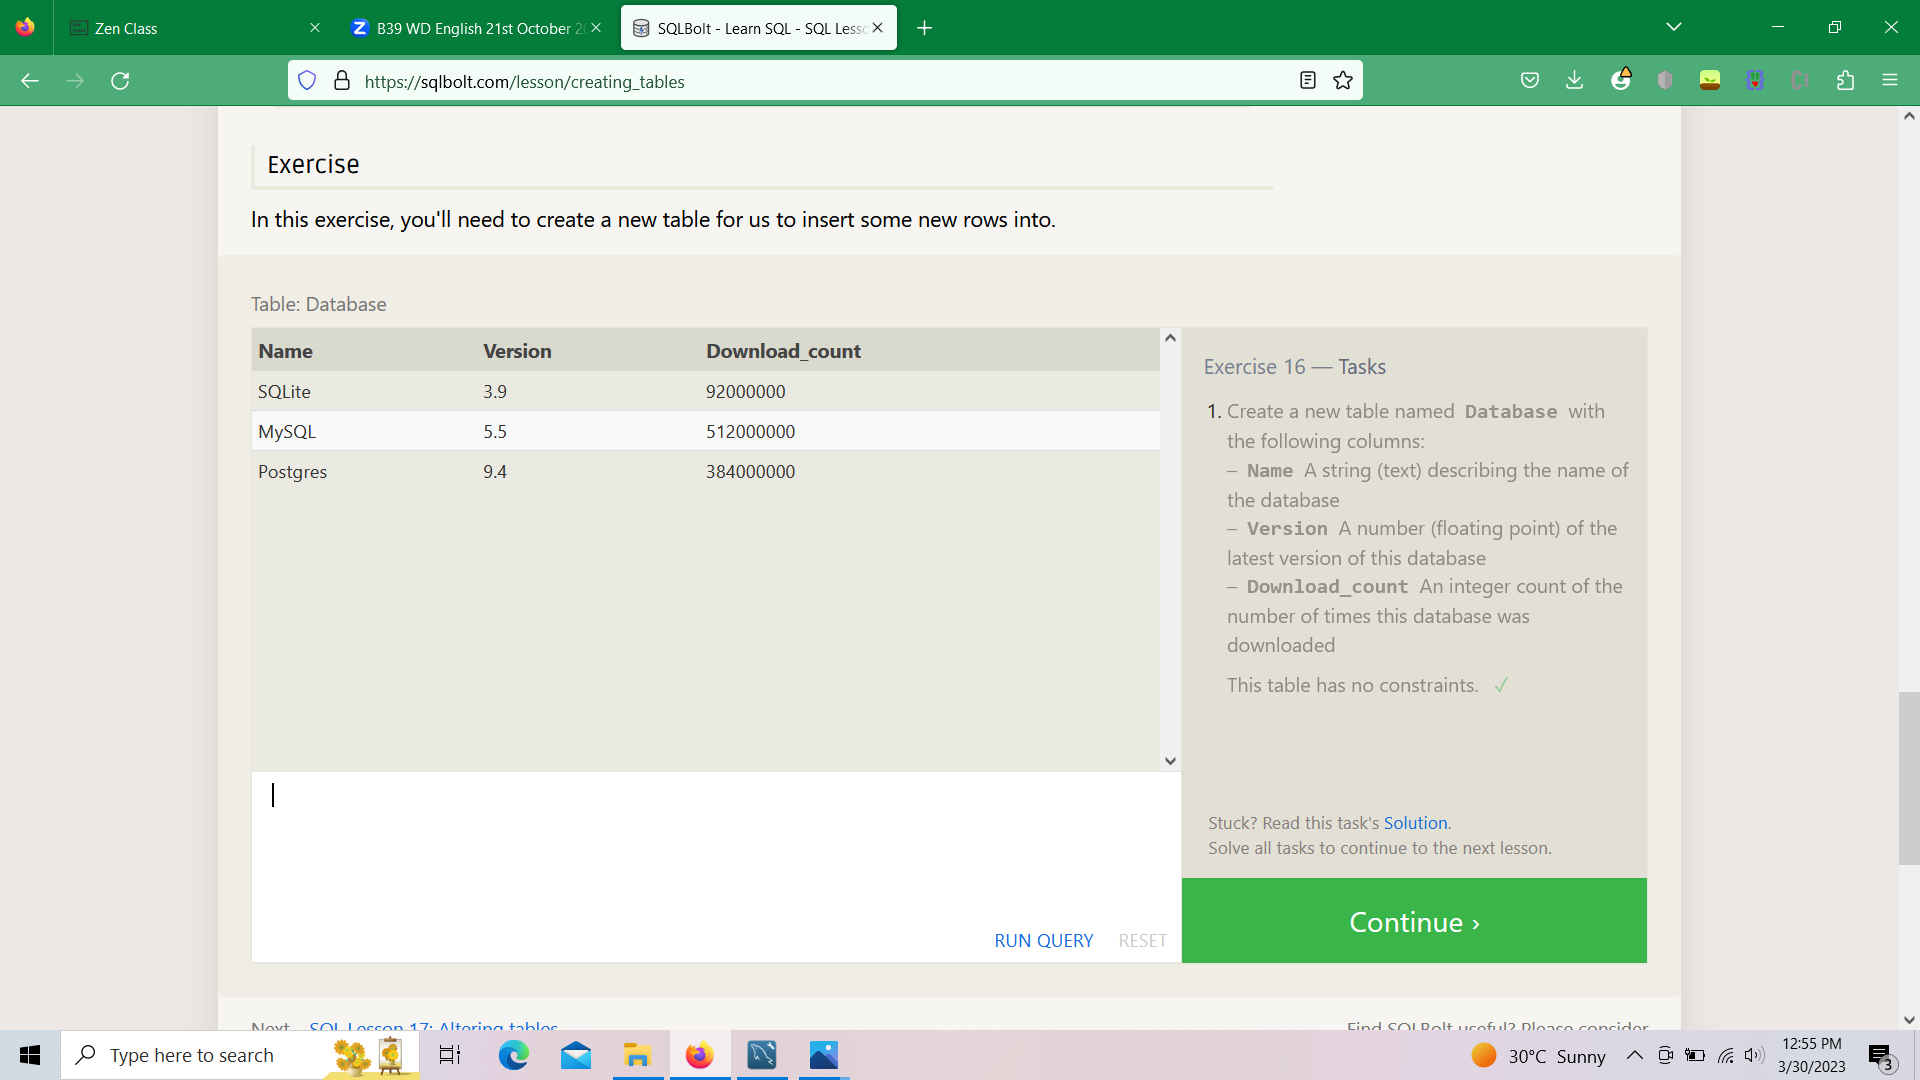 Zen Class
B39 WD English 21st October 20
SQLBolt - Learn SQL - SQL Lesso
https://sqlbolt.com/lesson/creating_tables
Exercise
In this exercise, you'll need to create a new table for us to insert some new rows into.
Table: Database
Name Version Download_count
SQLite 3.9 92000000
MySQL 5.5 512000000
Postgres 9.4 384000000
Exercise 16 — Tasks
1. Create a new table named Database with
the following columns:
– Name A string (text) describing the name of
the database
– Version A number (floating point) of the
latest version of this database
– Download_count An integer count of the
number of times this database was
downloaded
This table has no constraints. ✓
Stuck? Read this task's Solution.
Solve all tasks to continue to the next lesson.
RUN QUERY RESET
Continue ›
Next – SQL Lesson 17: Altering tables
Find SQLBolt useful? Please consider
Type here to search
30°C Sunny
12:55 PM
3/30/2023
3